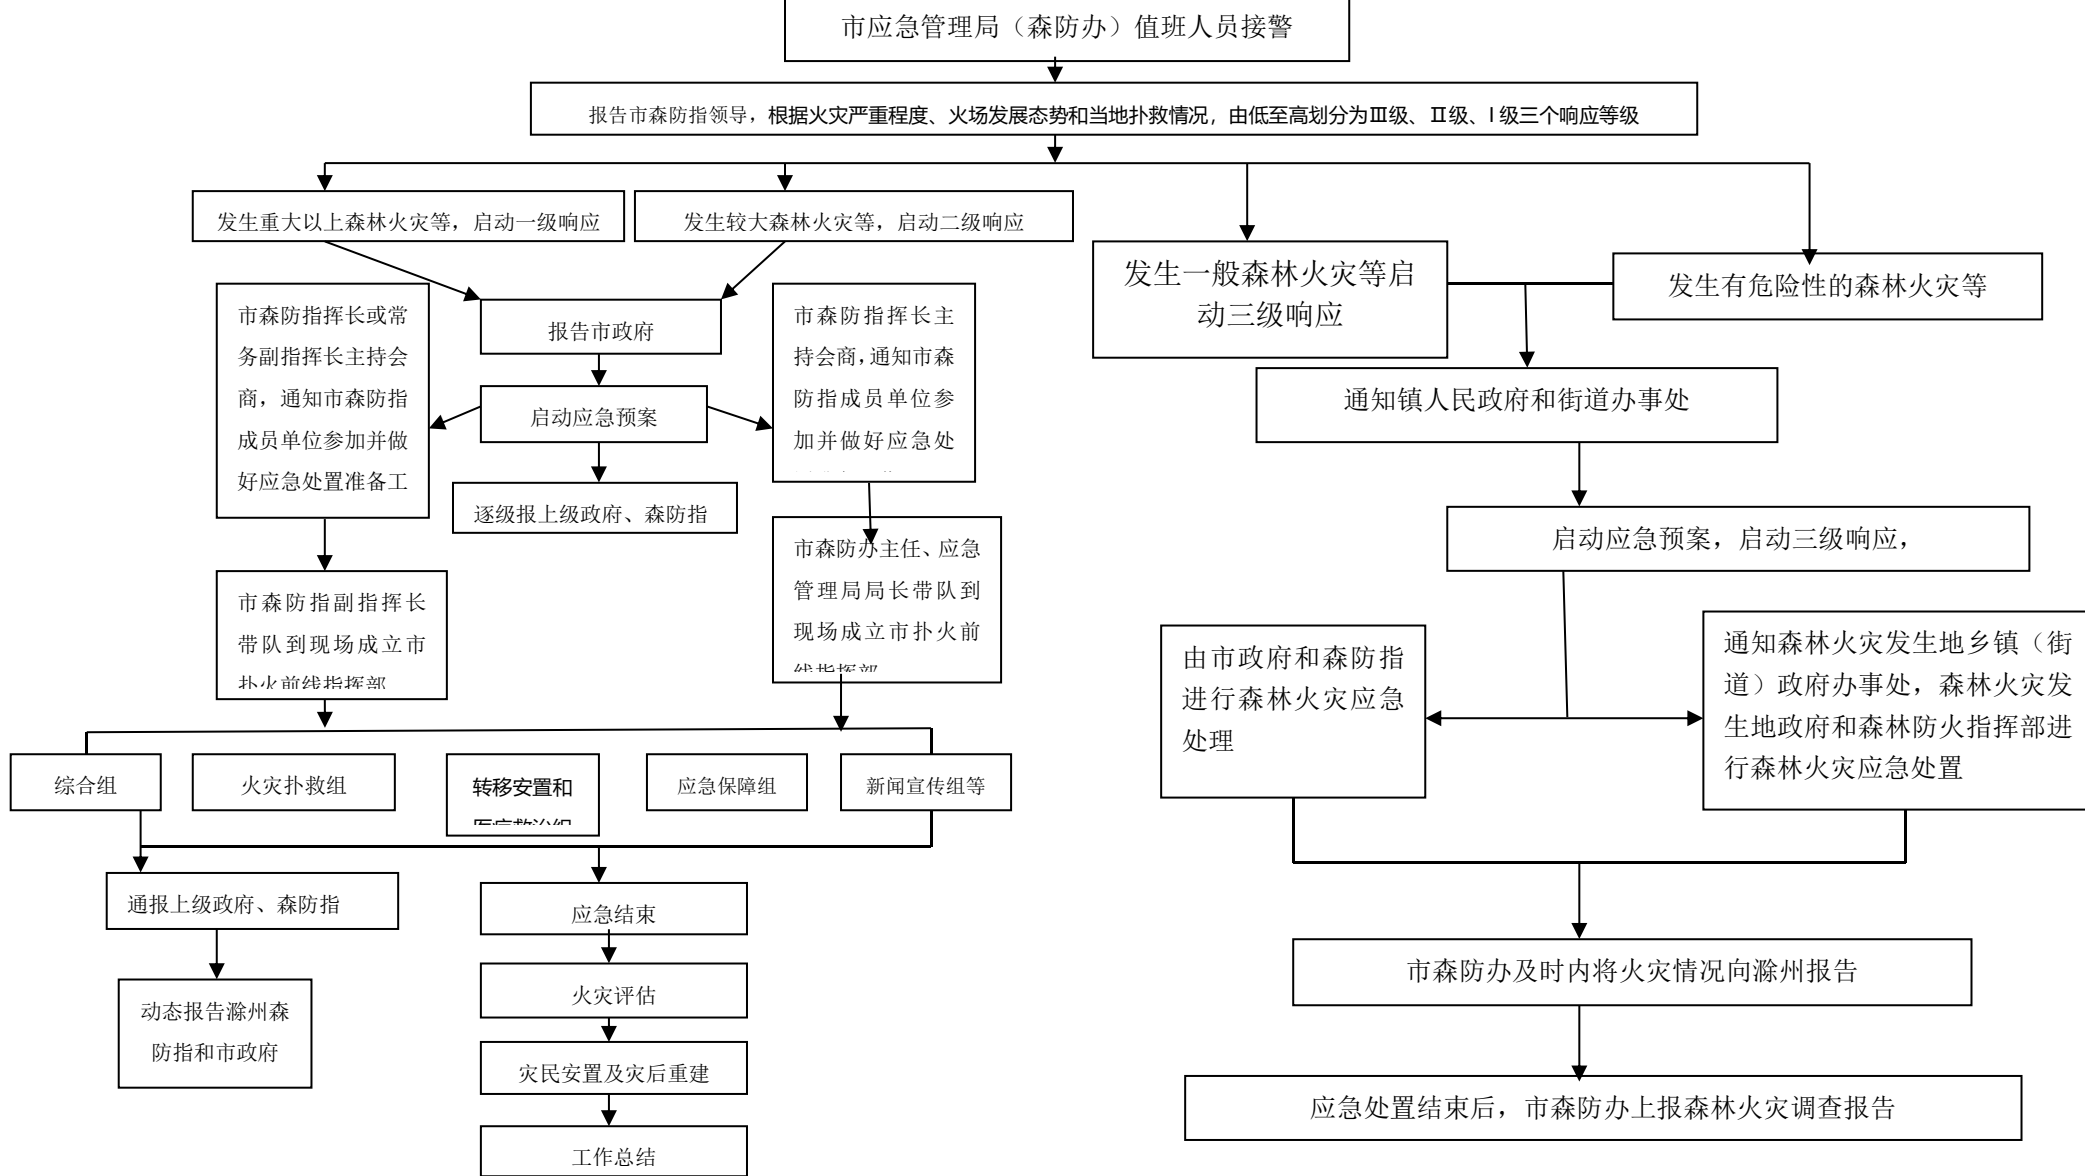 市应急管理局（森防办）值班人员接警
报告市森防指领导，根据火灾严重程度、火场发展态势和当地扑救情况，由低至高划分为Ⅲ级、Ⅱ级、I级三个响应等级
发生重大以上森林火灾等，启动一级响应
发生较大森林火灾等，启动二级响应
发生一般森林火灾等启
动三级响应
发生有危险性的森林火灾等
市森防指挥长或常
务副指挥长主持会
商，通知市森防指
成员单位参加并做
好应急处置准备工
报告市政府
启动应急预案
逐级报上级政府、森防指
市森防指挥长主
持会商，通知市森
防指成员单位参
加并做好应急处
通知镇人民政府和街道办事处
启动应急预案，启动三级响应，
市森防指副指挥长
带队到现场成立市
扑火前线指挥部
市森防办主任、应急
管理局局长带队到
现场成立市扑火前
线指挥部
由市政府和森防指
进行森林火灾应急
处理
通知森林火灾发生地乡镇（街
道）政府办事处，森林火灾发
生地政府和森林防火指挥部进
行森林火灾应急处置
综合组
火灾扑救组
转移安置和
医疗救治组
应急保障组
新闻宣传组等
通报上级政府、森防指
动态报告滁州森
防指和市政府
应急结束
火灾评估
灾民安置及灾后重建
工作总结
市森防办及时内将火灾情况向滁州报告
应急处置结束后，市森防办上报森林火灾调查报告